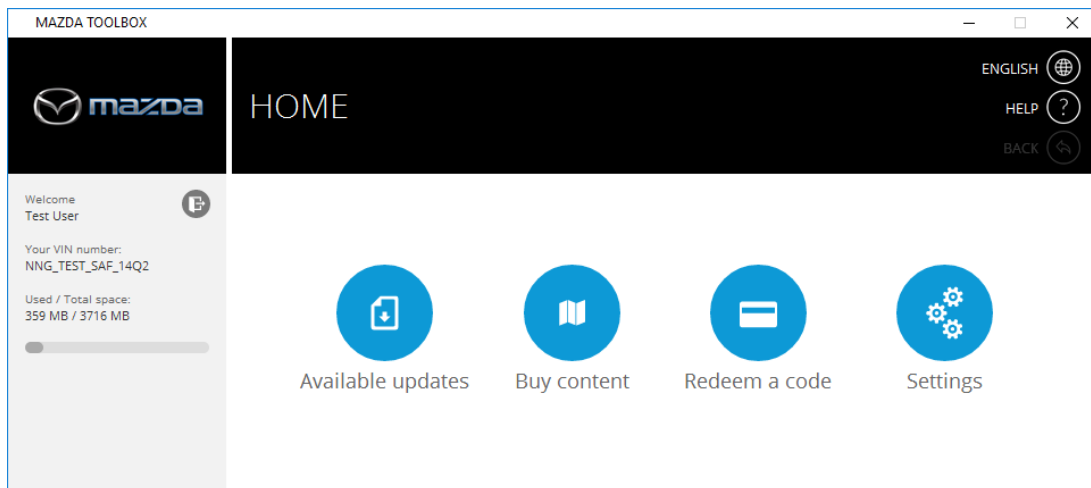 MAZDA TOOLBOX
mazda
HOME
ENGLISH
HELP
?
BACK
Welcome
Test User
Your VIN number:
NNG_TEST_SAF_14Q2
Used / Total space:
359 MB / 3716 MB
Available updates
Buy content
Redeem a code
Settings